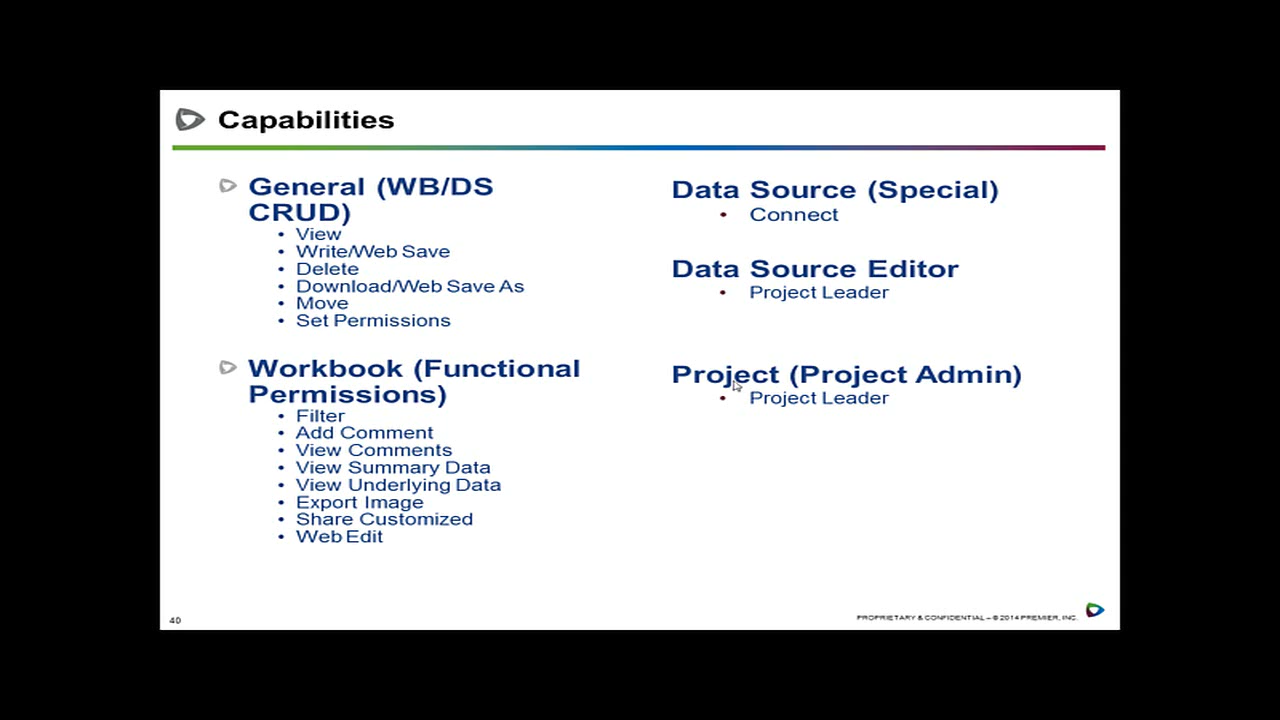 Capabilities
General (WB/DS
CRUD)
• View
• Write/Web Save
• Delete
• Download/Web Save As
• Move
• Set Permissions
Workbook (Functional
Permissions)
• Filter
• Add Comment
• View Comments
• View Summary Data
• View Underlying Data
• Export Image
• Share Customized
• Web Edit
Data Source (Special)
• Connect
Data Source Editor
• Project Leader
Project (Project Admin)
• Project Leader
40
PROPRIETARY & CONFIDENTIAL – © 2014 PREMIER, INC.